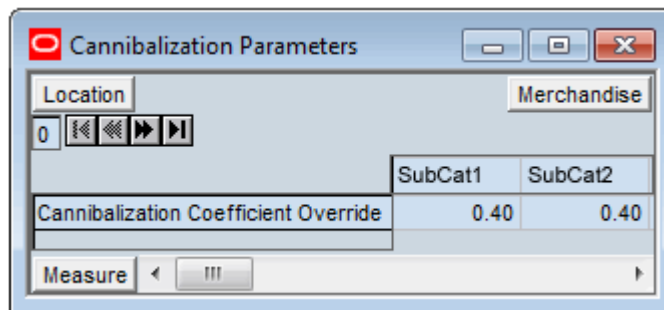 Cannibalization Parameters
Location Merchandise
0
SubCat1 SubCat2
Cannibalization Coefficient Override 0.40 0.40
Measure